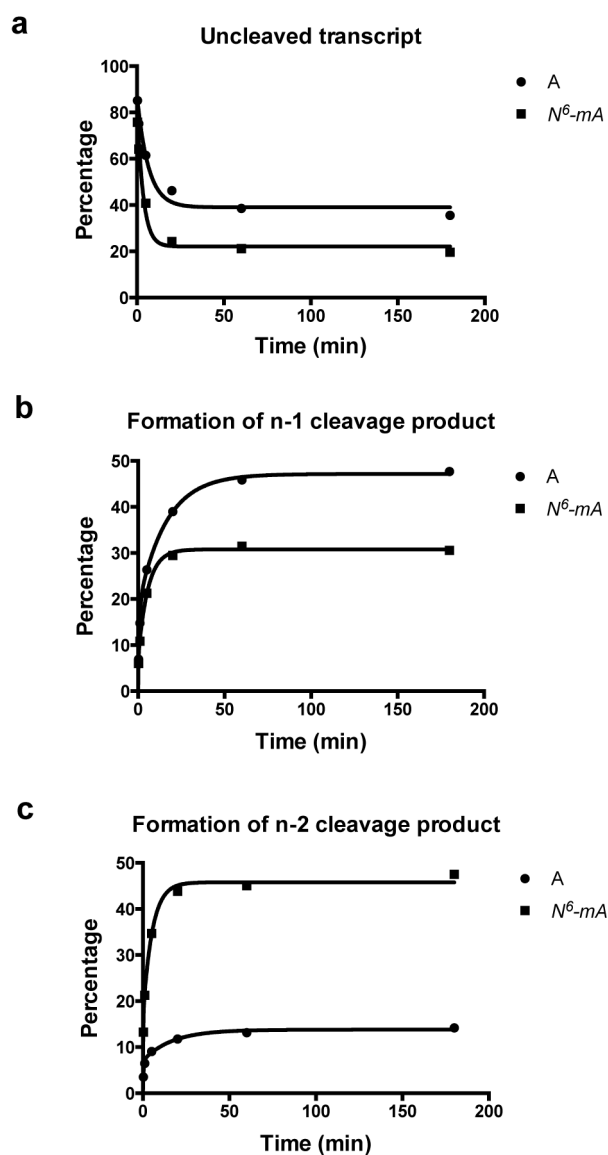 a
Uncleaved transcript
100
80
60
40
20
0
0 50 100 150 200
Percentage
Time (min)
A
N⁶-mA
b
Formation of n-1 cleavage product
50
40
30
20
10
0
0 50 100 150 200
Percentage
Time (min)
A
N⁶-mA
c
Formation of n-2 cleavage product
50
40
30
20
10
0
0 50 100 150 200
Percentage
Time (min)
A
N⁶-mA